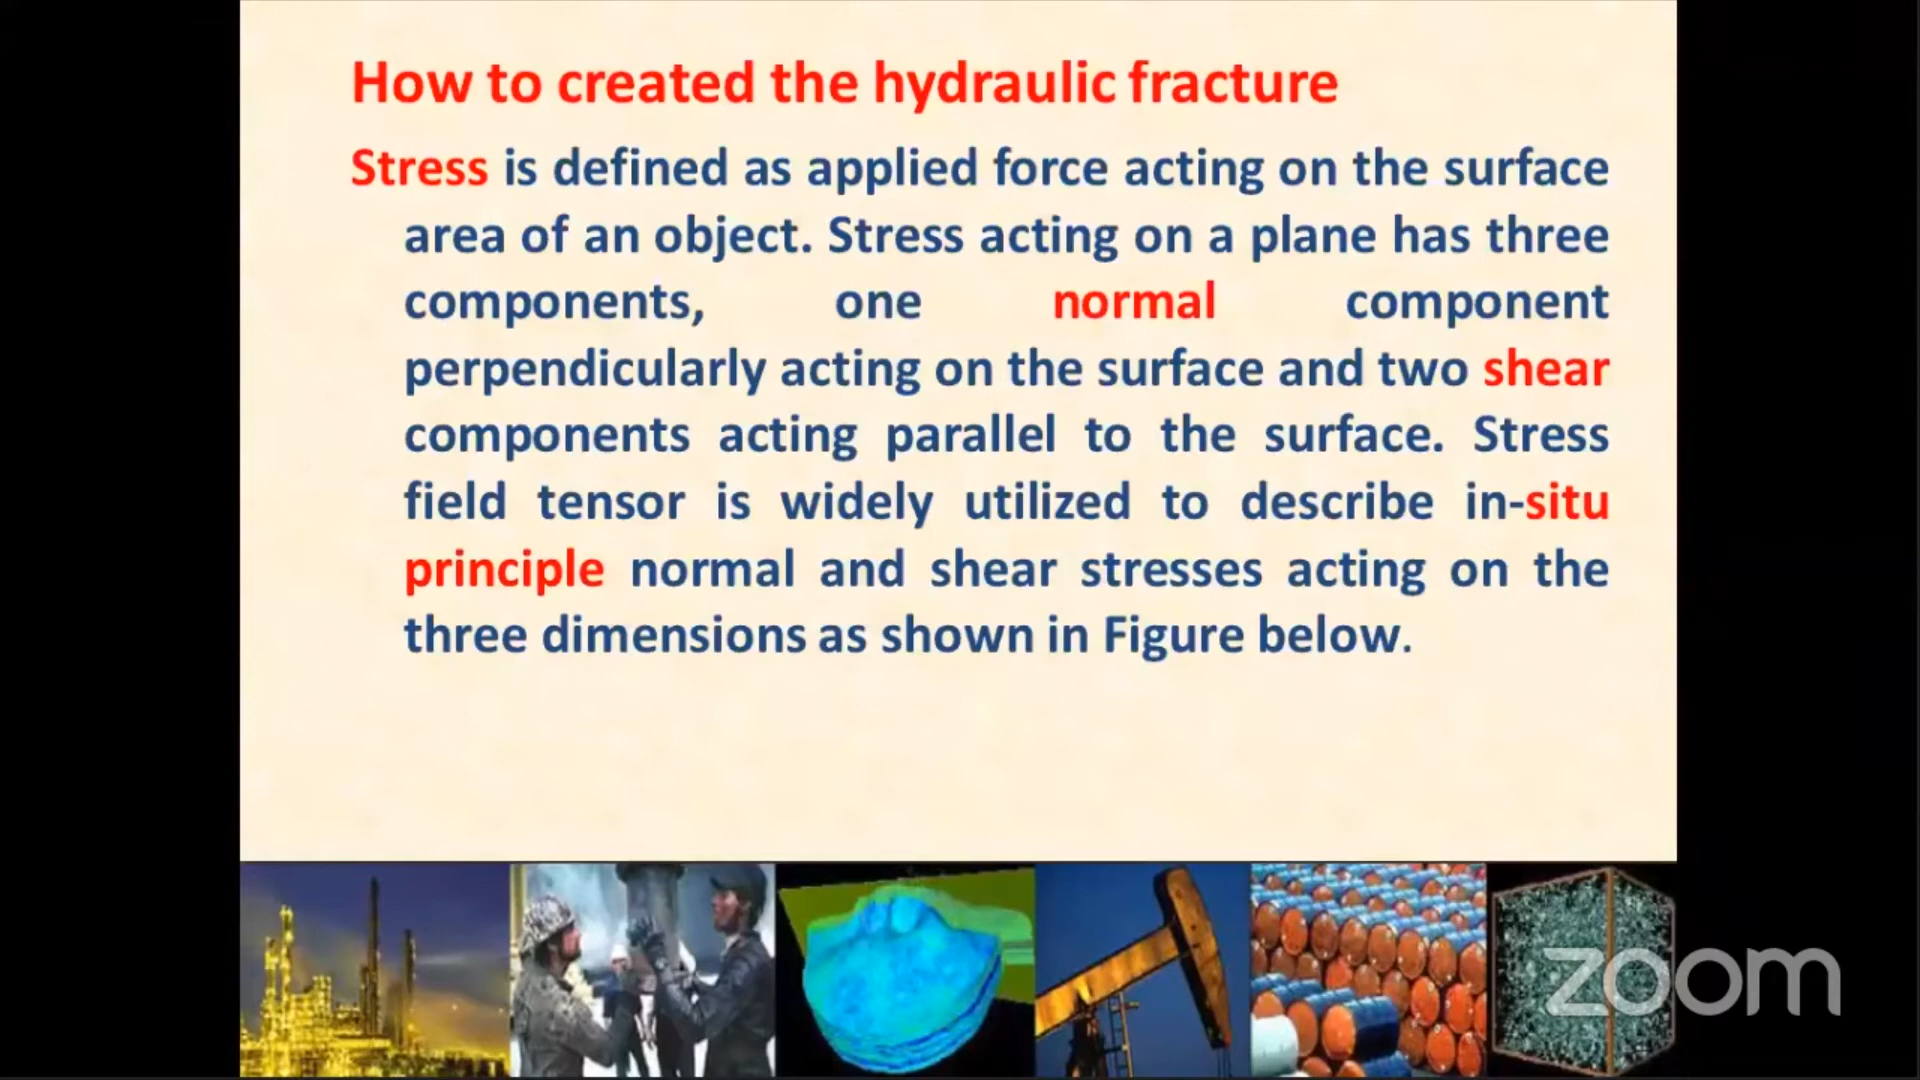 How to created the hydraulic fracture
Stress is defined as applied force acting on the surface
area of an object. Stress acting on a plane has three
components, one normal component
perpendicularly acting on the surface and two shear
components acting parallel to the surface. Stress
field tensor is widely utilized to describe in-situ
principle normal and shear stresses acting on the
three dimensions as shown in Figure below.
zoom